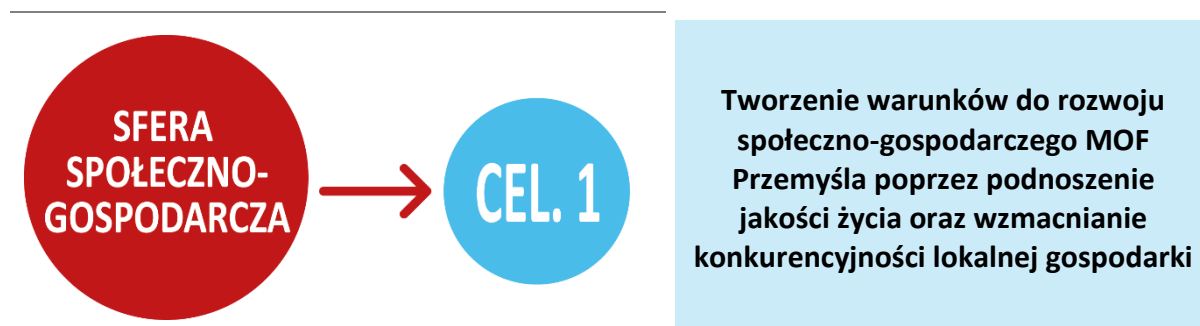 SFERA
SPOŁECZNO-
GOSPODARCZA
CEL. 1
Tworzenie warunków do rozwoju
społeczno-gospodarczego MOF
Przemyśla poprzez podnoszenie
jakości życia oraz wzmacnianie
konkurencyjności lokalnej gospodarki